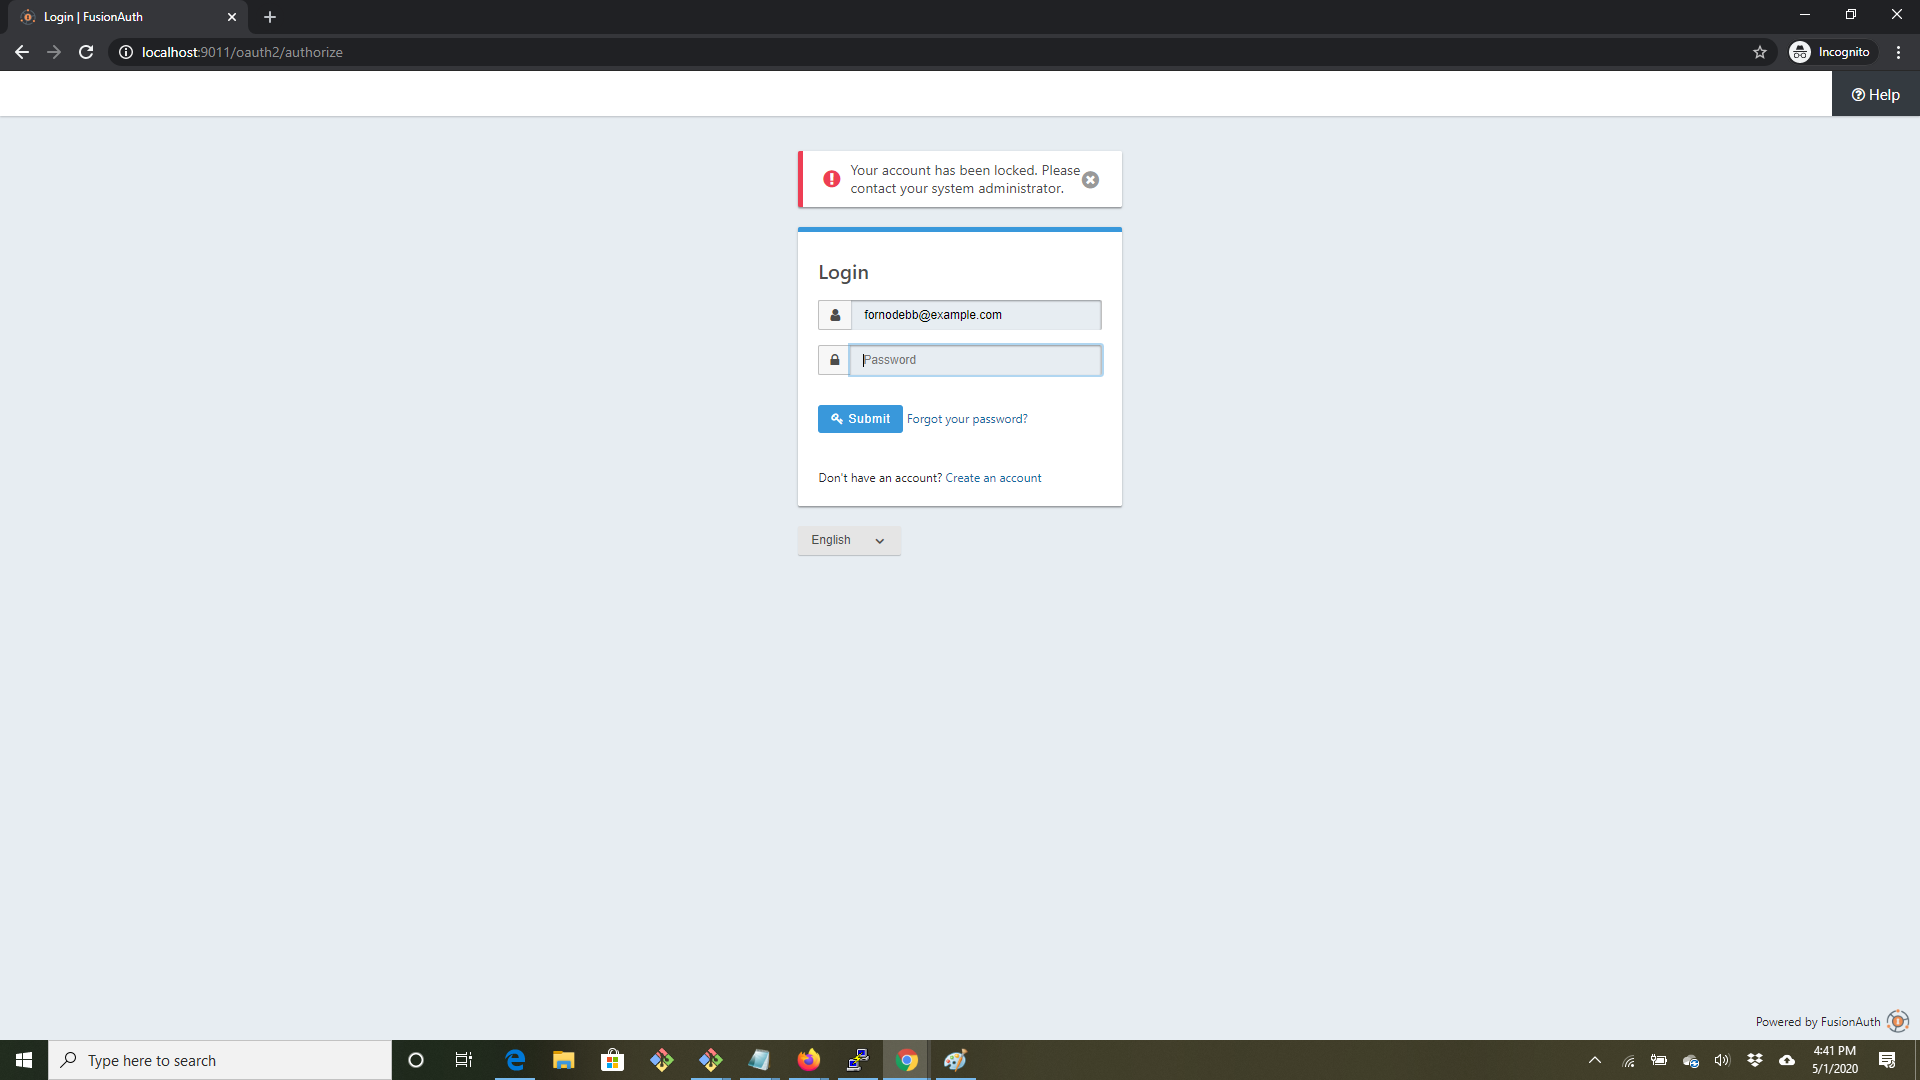 Login | FusionAuth
localhost:9011/oauth2/authorize
Incognito
Help
Your account has been locked. Please
contact your system administrator.
Login
fornodebb@example.com
Password
Submit
Forgot your password?
Don't have an account? Create an account
English
Powered by FusionAuth
Type here to search
4:41 PM
5/1/2020